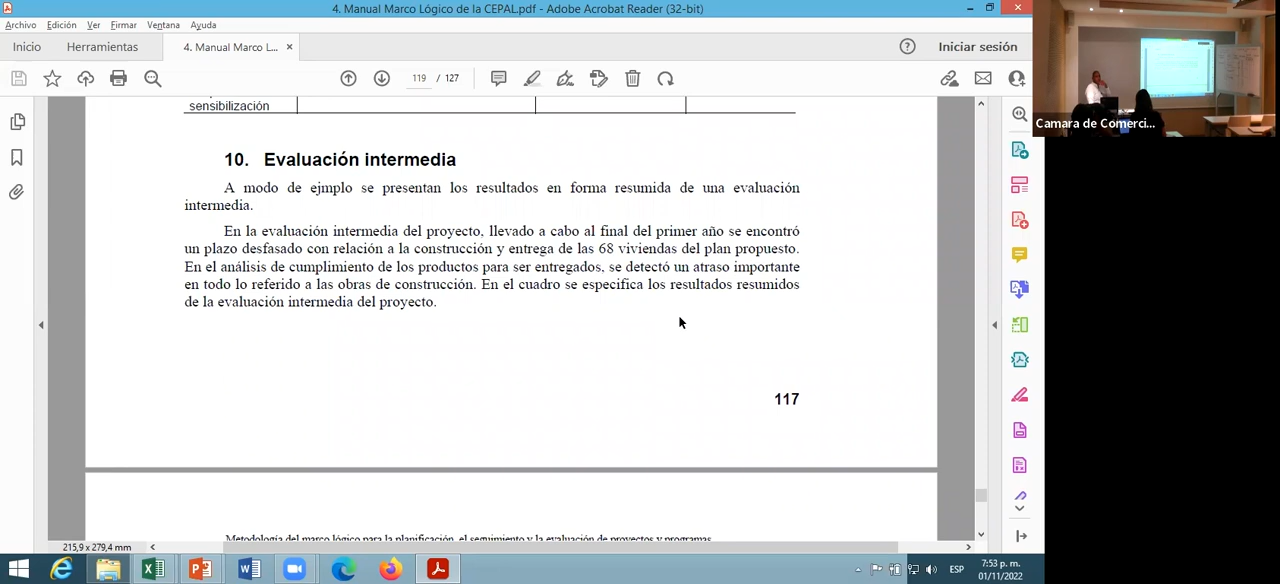 4. Manual Marco Lógico de la CEPAL.pdf - Adobe Acrobat Reader (32-bit)
Archivo Edición Ver Firmar Ventana Ayuda
Inicio Herramientas 4. Manual Marco L... × Iniciar sesión
119 / 127
sensibilización
10. Evaluación intermedia
A modo de ejmplo se presentan los resultados en forma resumida de una evaluación
intermedia.
En la evaluación intermedia del proyecto, llevado a cabo al final del primer año se encontró
un plazo desfasado con relación a la construcción y entrega de las 68 viviendas del plan propuesto.
En el análisis de cumplimiento de los productos para ser entregados, se detectó un atraso importante
en todo lo referido a las obras de construcción. En el cuadro se especifica los resultados resumidos
de la evaluación intermedia del proyecto.
117
Metodología del marco lógico para la planificación, el seguimiento y la evaluación de proyectos y programas
215,9 x 279,4 mm
ESP
7:53 p. m.
01/11/2022
Camara de Comerci...